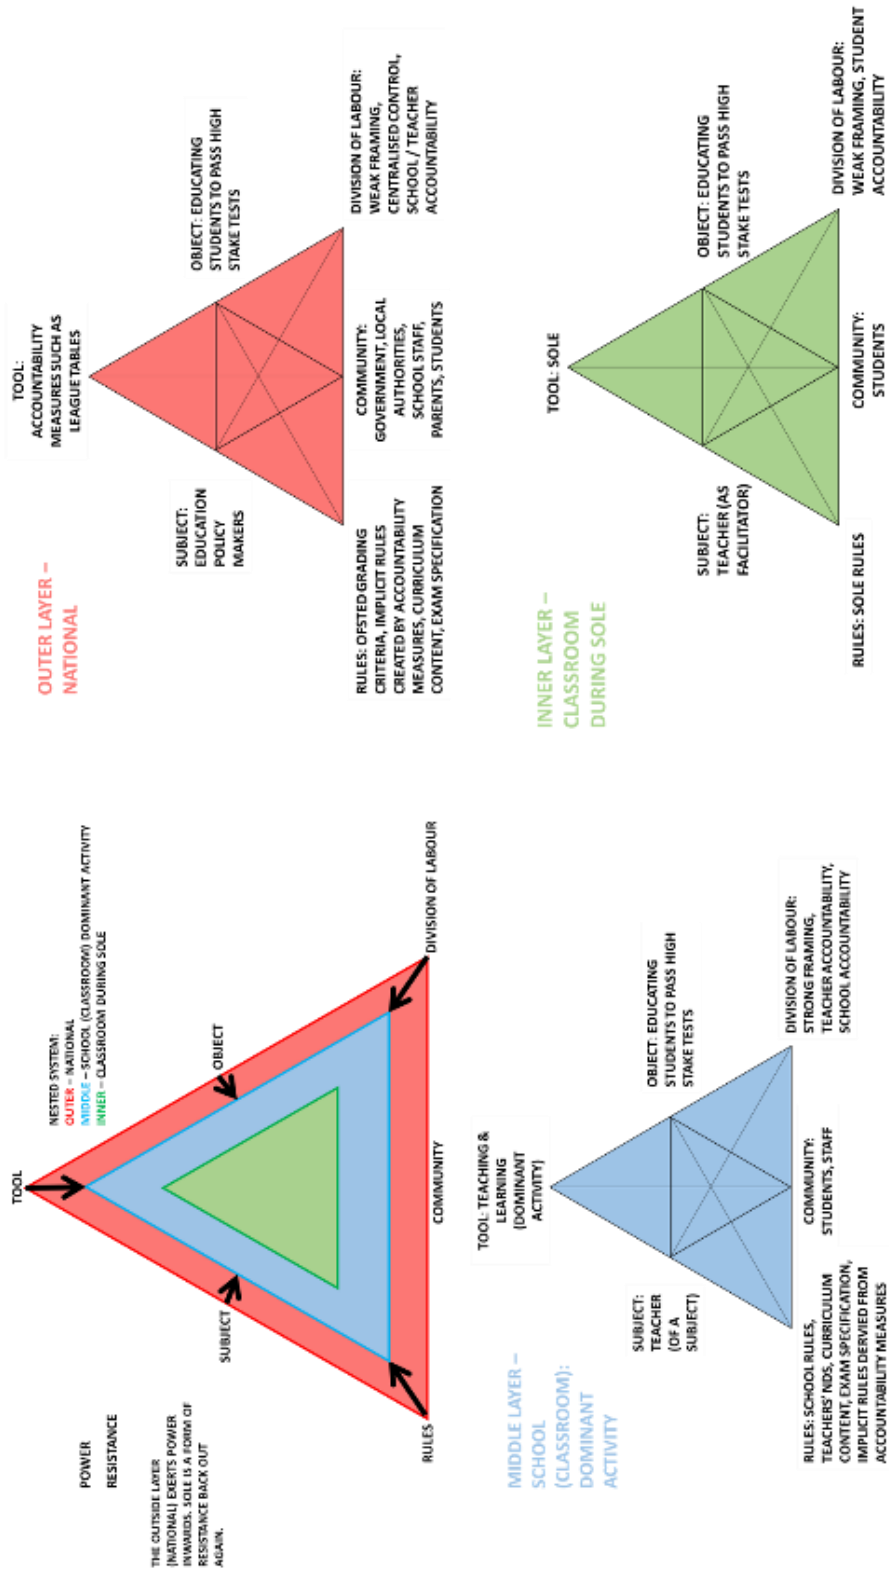 POWER
RESISTANCE
THE OUTSIDE LAYER
(NATIONAL) EXERTS POWER
INWARDS. SOLE IS A FORM OF
RESISTANCE BACK OUT
AGAIN.
TOOL
NESTED SYSTEM:
OUTER – NATIONAL
MIDDLE – SCHOOL (CLASSROOM) DOMINANT ACTIVITY
INNER – CLASSROOM DURING SOLE
SUBJECT
OBJECT
RULES
COMMUNITY
DIVISION OF LABOUR
OUTER LAYER –
NATIONAL
TOOL:
ACCOUNTABILITY
MEASURES SUCH AS
LEAGUE TABLES
SUBJECT:
EDUCATION
POLICY
MAKERS
OBJECT: EDUCATING
STUDENTS TO PASS HIGH
STAKE TESTS
RULES: OFSTED GRADING
CRITERIA, IMPLICIT RULES
CREATED BY ACCOUNTABILITY
MEASURES, CURRICULUM
CONTENT, EXAM SPECIFICATION
COMMUNITY:
GOVERNMENT, LOCAL
AUTHORITIES,
SCHOOL STAFF,
PARENTS, STUDENTS
DIVISION OF LABOUR:
WEAK FRAMING,
CENTRALISED CONTROL,
SCHOOL / TEACHER
ACCOUNTABILITY
MIDDLE LAYER –
SCHOOL
(CLASSROOM):
DOMINANT
ACTIVITY
TOOL: TEACHING &
LEARNING
(DOMINANT
ACTIVITY)
SUBJECT:
TEACHER
(OF A
SUBJECT)
OBJECT: EDUCATING
STUDENTS TO PASS HIGH
STAKE TESTS
RULES: SCHOOL RULES,
TEACHERS' NDS, CURRICULUM
CONTENT, EXAM SPECIFICATION,
IMPLICIT RULES DERVIED FROM
ACCOUNTABILITY MEASURES
COMMUNITY:
STUDENTS, STAFF
DIVISION OF LABOUR:
STRONG FRAMING,
TEACHER ACCOUNTABILITY,
SCHOOL ACCOUNTABILITY
INNER LAYER –
CLASSROOM
DURING SOLE
TOOL: SOLE
SUBJECT:
TEACHER (AS
FACILITATOR)
OBJECT: EDUCATING
STUDENTS TO PASS HIGH
STAKE TESTS
RULES: SOLE RULES
COMMUNITY:
STUDENTS
DIVISION OF LABOUR:
WEAK FRAMING, STUDENT
ACCOUNTABILITY